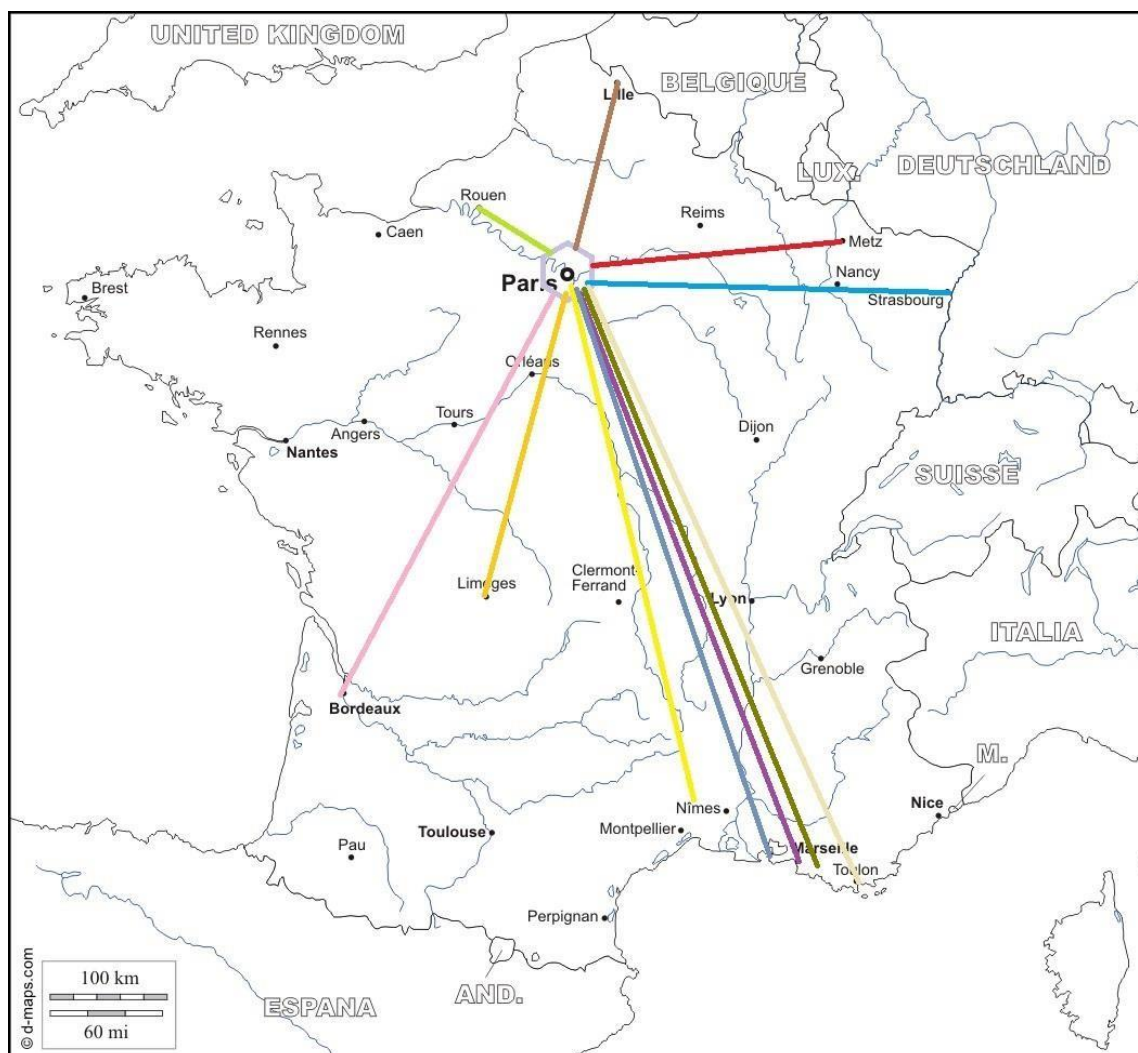 UNITED KINGDOM
BELGIQUE
Lille
LUX.
DEUTSCHLAND
Rouen
Reims
Caen
Metz
Paris
Nancy
Brest
Strasbourg
Rennes
Orléans
Tours
Angers
Dijon
Nantes
SUISSE
Limoges
Clermont-
Ferrand
Lyon
ITALIA
Grenoble
Bordeaux
M.
Nîmes
Nice
Montpellier
Toulouse
Pau
Marseille
Toulon
Perpignan
100 km
60 mi
AND.
ESPANA
© d-maps.com